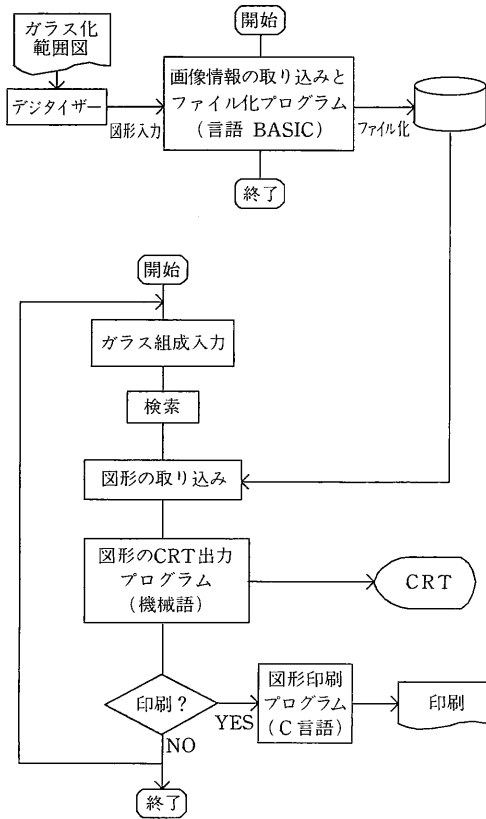 開始
ガラス化
範囲図
デジタイザー
図形入力
画像情報の取り込みと
ファイル化プログラム
(言語 BASIC)
ファイル化
終了
開始
ガラス組成入力
検索
図形の取り込み
図形のCRT出力
プログラム
(機械語)
CRT
印刷?
YES
NO
図形印刷
プログラム
(C言語)
印刷
終了